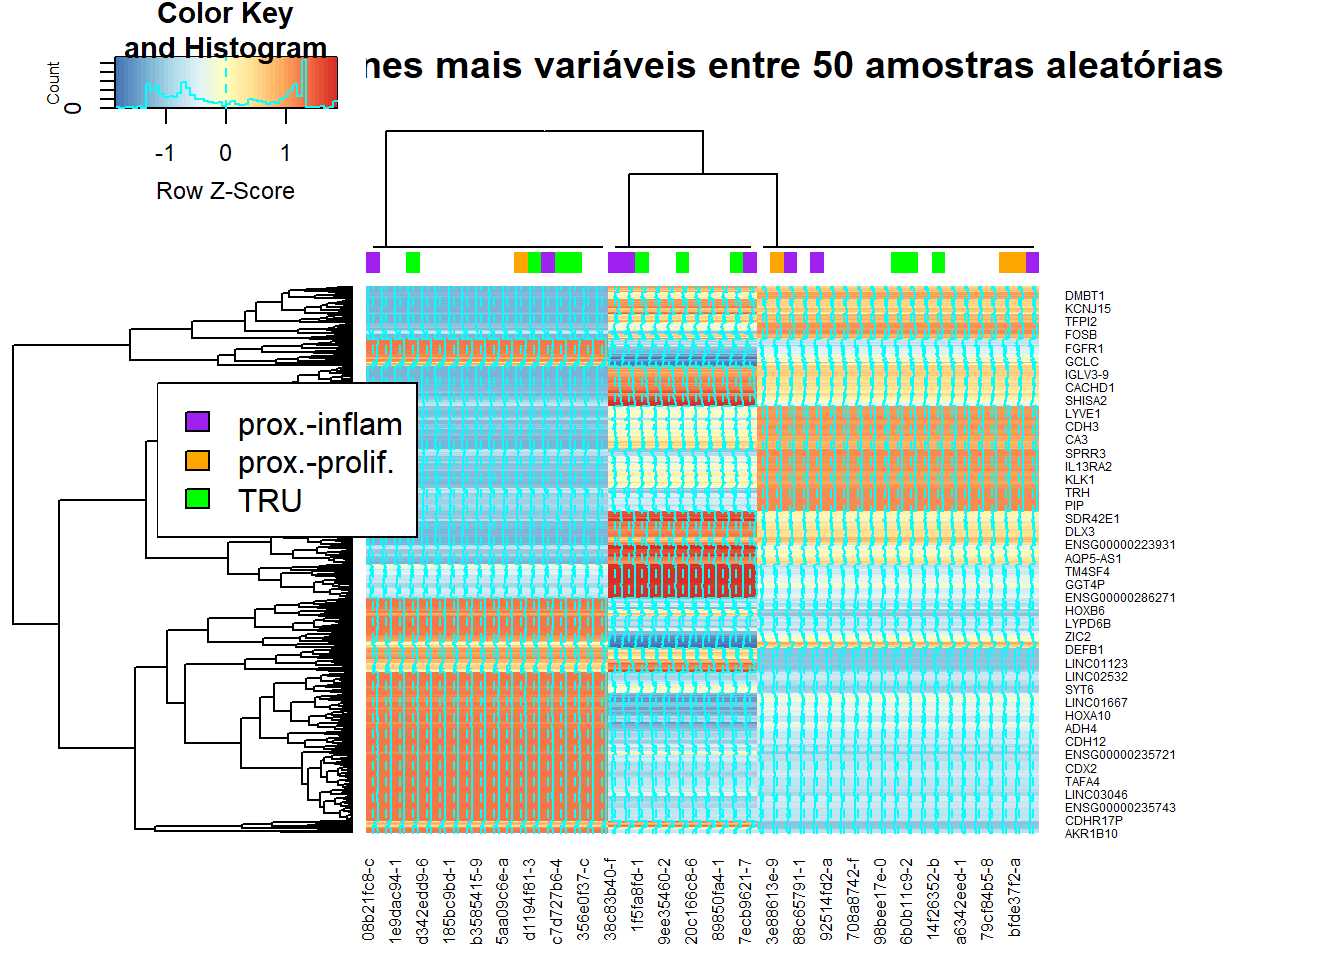 Color Key
and Histogram
nes mais variáveis entre 50 amostras aleatórias
Count
0
-1 0 1
Row Z-Score
prox.-inflam
prox.-prolif.
TRU
DMBT1
KCNJ15
TFPI2
FOSB
FGFR1
GCLC
IGLV3-9
CACHD1
SHISA2
LYVE1
CDH3
CA3
SPRR3
IL13RA2
KLK1
TRH
PIP
SDR42E1
DLX3
ENSG00000223931
AQP5-AS1
TM4SF4
GGT4P
ENSG00000286271
HOXB6
LYPD6B
ZIC2
DEFB1
LINC01123
LINC02532
SYT6
LINC01667
HOXA10
ADH4
CDH12
ENSG00000235721
CDX2
TAFA4
LINC03046
ENSG00000235743
CDHR17P
AKR1B10
08b21fc8-c
1e9dac94-1
d342edd9-6
185bc9bd-1
b3585415-9
5aa09c6e-a
d1194f81-3
c7d727b6-4
356e0f37-c
38c83b40-f
1f5fa8fd-1
9ee35460-2
20c166c8-6
89850fa4-1
7ecb9621-7
3e88613e-9
88c65791-1
92514fd2-a
708a8742-f
98bee17e-0
6b0b11c9-2
14f26352-b
a6342eed-1
79cf84b5-8
bfde37f2-a